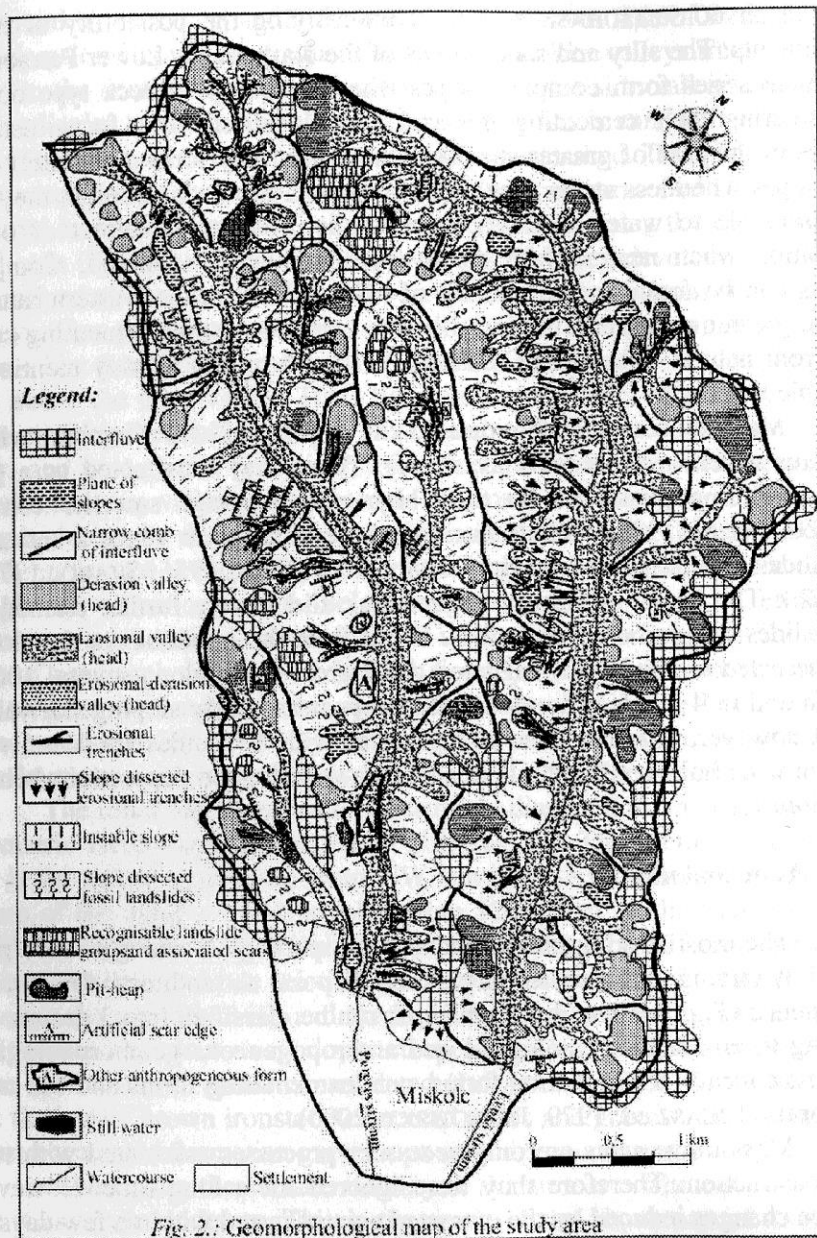 N
E
S
W
Legend:
Interfluve
Plane of
slopes
Narrow comb
of interfluve
Derasion valley
(head)
Erosional valley
(head)
Erosional-derasion
valley (head)
Erosional
trenches
Slope dissected
erosional trenches
Instable slope
Slope dissected
fossil landslides
Recognisable landslide
groupsand associated scars
Pit-heap
A
Artificial scar edge
A
Other anthropogeneous form
Still water
Watercourse
Settlement
A
A
Miskolc
0 0.5 1 km
Fig. 2.: Geomorphological map of the study area